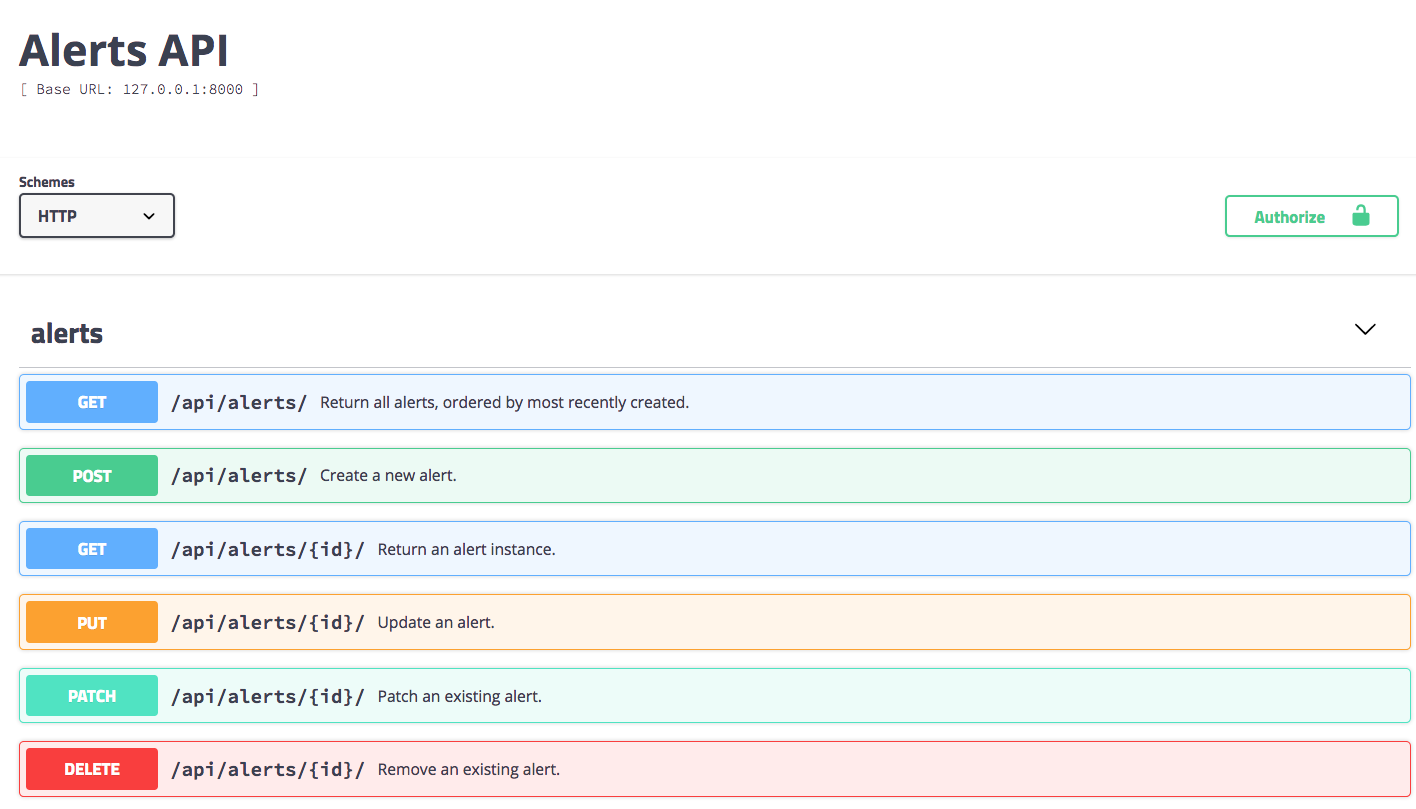 Alerts API
[ Base URL: 127.0.0.1:8000 ]
Schemes
HTTP
Authorize
alerts
GET /api/alerts/ Return all alerts, ordered by most recently created.
POST /api/alerts/ Create a new alert.
GET /api/alerts/{id}/ Return an alert instance.
PUT /api/alerts/{id}/ Update an alert.
PATCH /api/alerts/{id}/ Patch an existing alert.
DELETE /api/alerts/{id}/ Remove an existing alert.